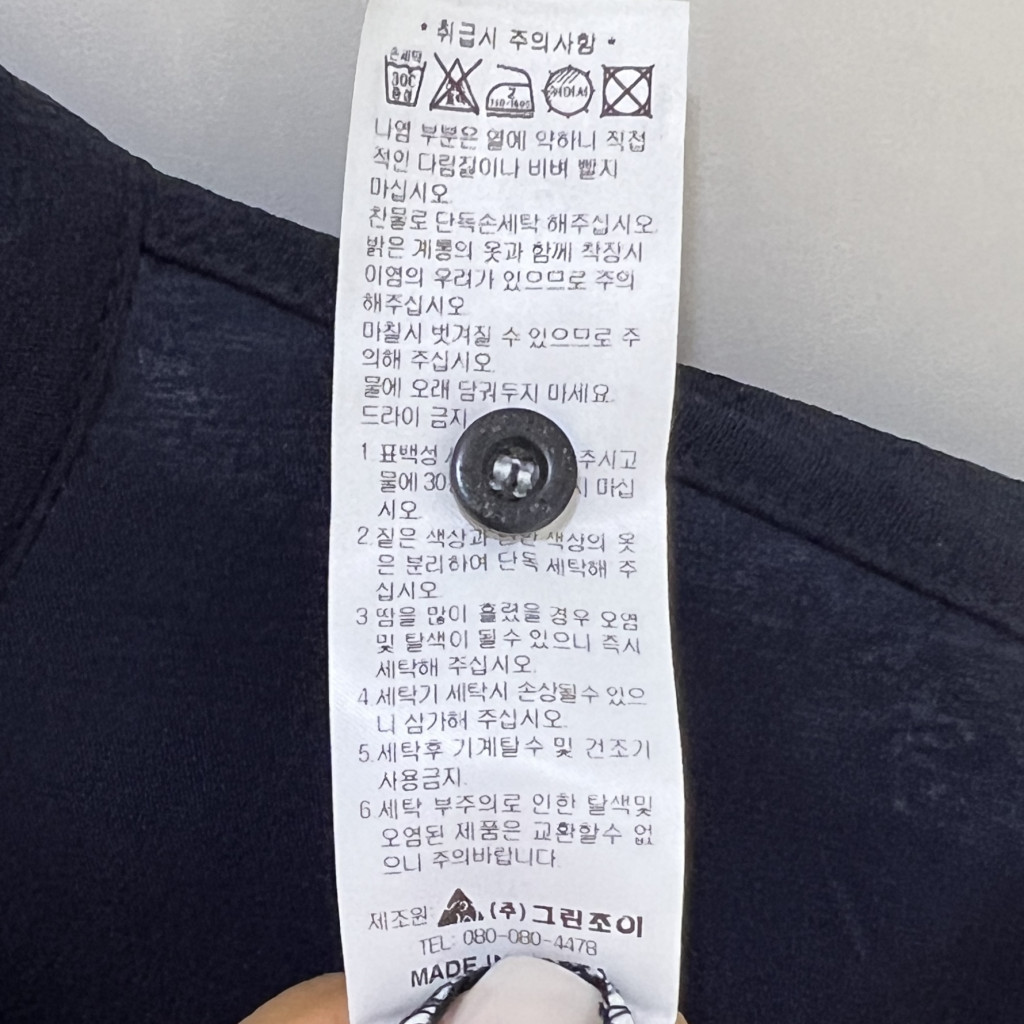 * 취급시 주의사항 *
손세탁
30℃
중성
2
140~160℃
뉘어서
나염 부분은 열에 약하니 직접
적인 다림질이나 비벼 빨지
마십시오.
찬물로 단독손세탁 해주십시오.
밝은 계통의 옷과 함께 착장시
이염의 우려가 있으므로 주의
해주십시오.
마찰시 벗겨질 수 있으므로 주
의해 주십시오.
물에 오래 담궈두지 마세요.
드라이 금지
1.표백성 주시고
물에 30 마십
시오.
2.짙은 색상과 색상의 옷
은 분리하여 단독 세탁해 주
십시오.
3 땀을 많이 흘렸을 경우 오염
및 탈색이 될수 있으니 즉시
세탁해 주십시오.
4.세탁기 세탁시 손상될수 있으
니 삼가해 주십시오.
5.세탁후 기계탈수 및 건조기
사용금지.
6.세탁 부주의로 인한 탈색및
오염된 제품은 교환할수 없
으니 주의바랍니다.
제조원: (주)그린조이
TEL: 080-080-4478
MADE